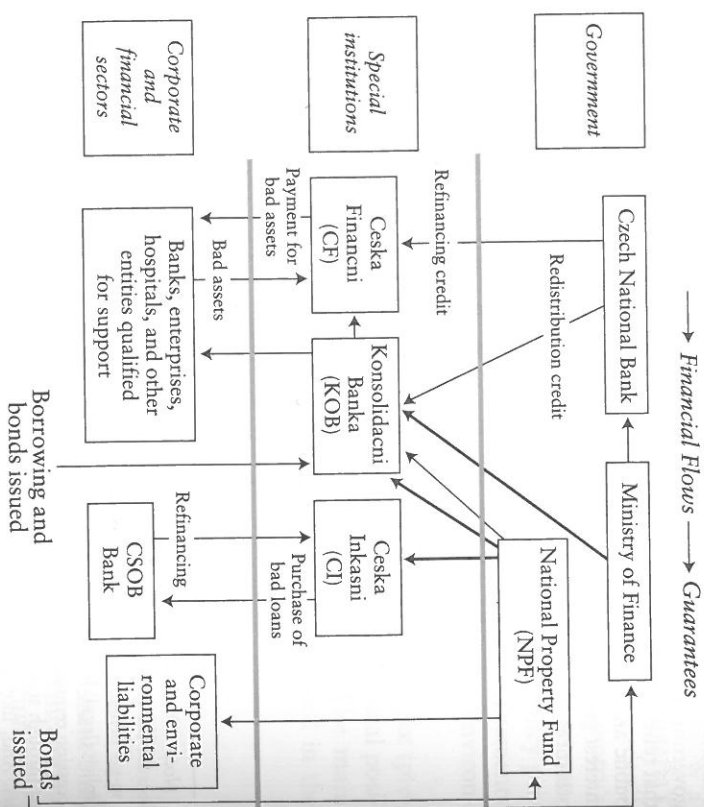 Financial Flows
Guarantees
Government
Czech National Bank
Ministry of Finance
National Property Fund
(NPF)
Refinancing credit
Redistribution credit
Special
institutions
Ceska
Financni
(CF)
Konsolidacni
Banka
(KOB)
Ceska
Inkasni
(CI)
Payment for
bad assets
Bad assets
Refinancing
Purchase of
bad loans
Corporate
and
financial
sectors
Banks, enterprises,
hospitals, and other
entities qualified
for support
CSOB
Bank
Corporate
and envi-
ronmental
liabilities
Borrowing and
bonds issued
Bonds
issued